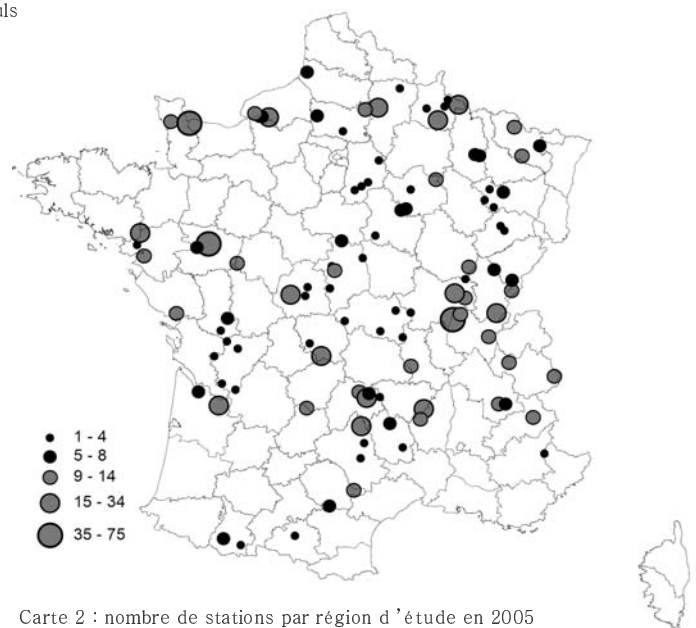 uls
1 - 4
5 - 8
9 - 14
15 - 34
35 - 75
Carte 2 : nombre de stations par région d ’étude en 2005